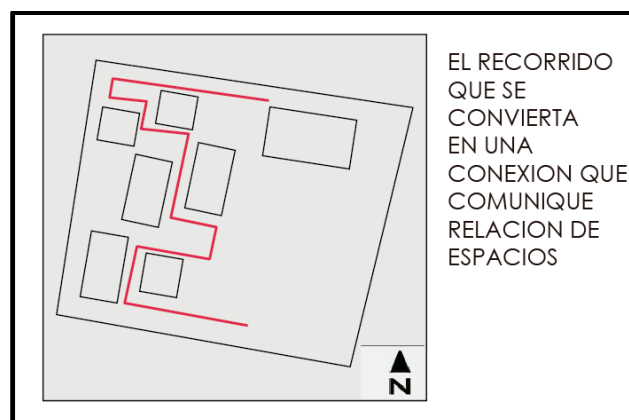 EL RECORRIDO
QUE SE
CONVIERTA
EN UNA
CONEXION QUE
COMUNIQUE
RELACION DE
ESPACIOS
N